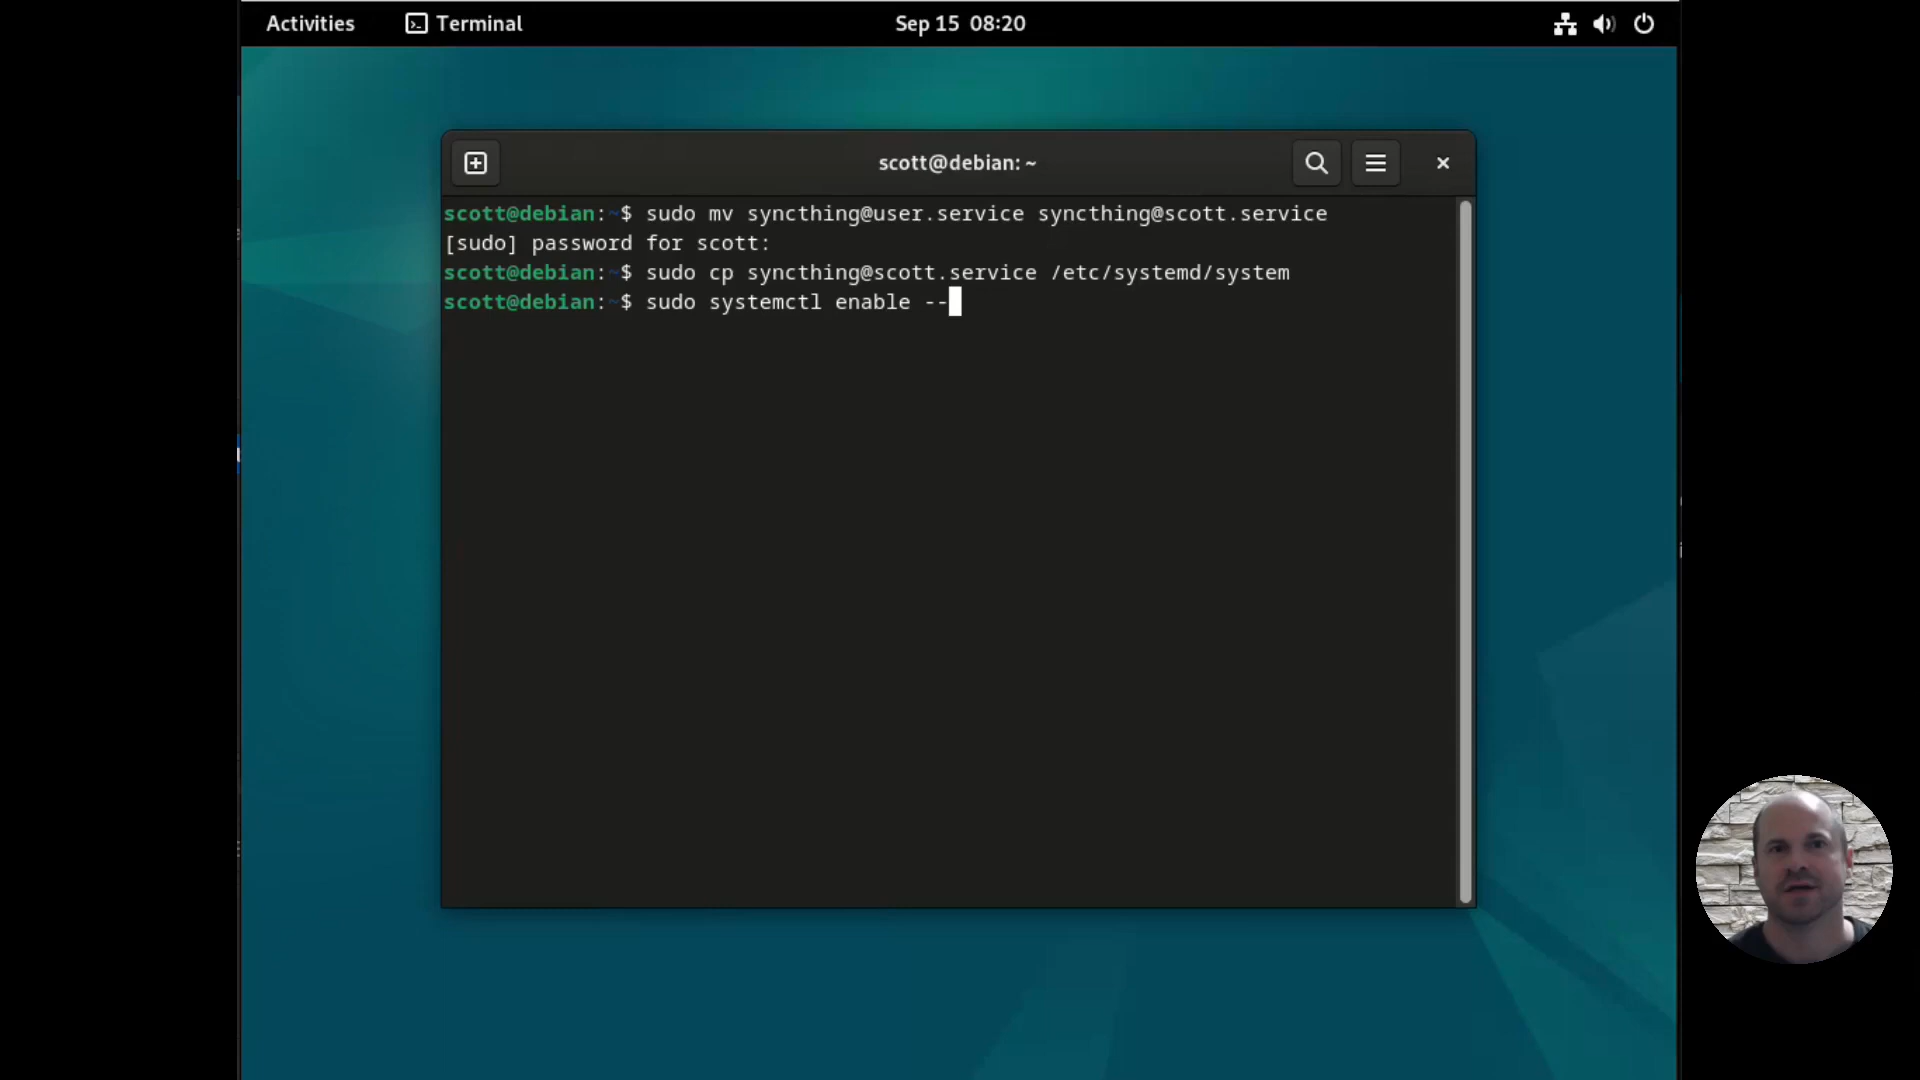 Activities Terminal Sep 15 08:20
scott@debian: ~
scott@debian:~$ sudo mv syncthing@user.service syncthing@scott.service
[sudo] password for scott:
scott@debian:~$ sudo cp syncthing@scott.service /etc/systemd/system
scott@debian:~$ sudo systemctl enable --